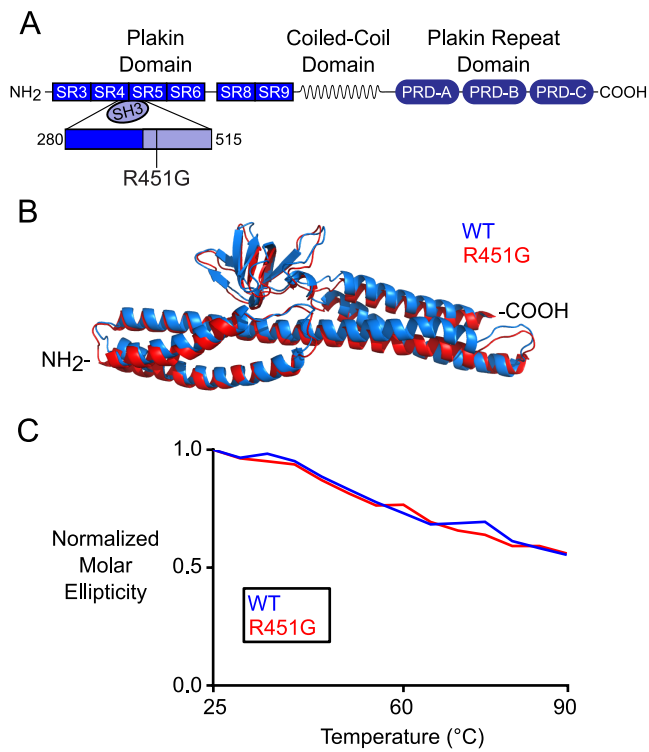 A
Plakin
Domain
Coiled-Coil
Domain
Plakin Repeat
Domain
NH2- SR3 SR4 SR5 SR6 SR8 SR9 PRD-A PRD-B PRD-C COOH
SH3
280 515
R451G
B
WT
R451G
-COOH
NH2-
C
1.0
Normalized
Molar
Ellipticity
0.5
WT
R451G
0.0
25 60 90
Temperature (°C)